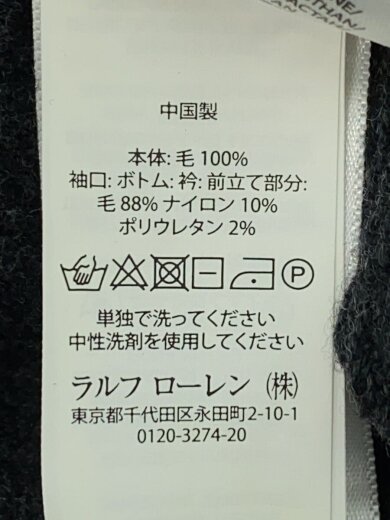 中国製
本体: 毛 100%
袖口: ボトム: 衿: 前立て部分:
毛 88% ナイロン 10%
ポリウレタン 2%
P
単独で洗ってください
中性洗剤を使用してください
ラルフ ローレン (株)
東京都千代田区永田町2-10-1
0120-3274-20